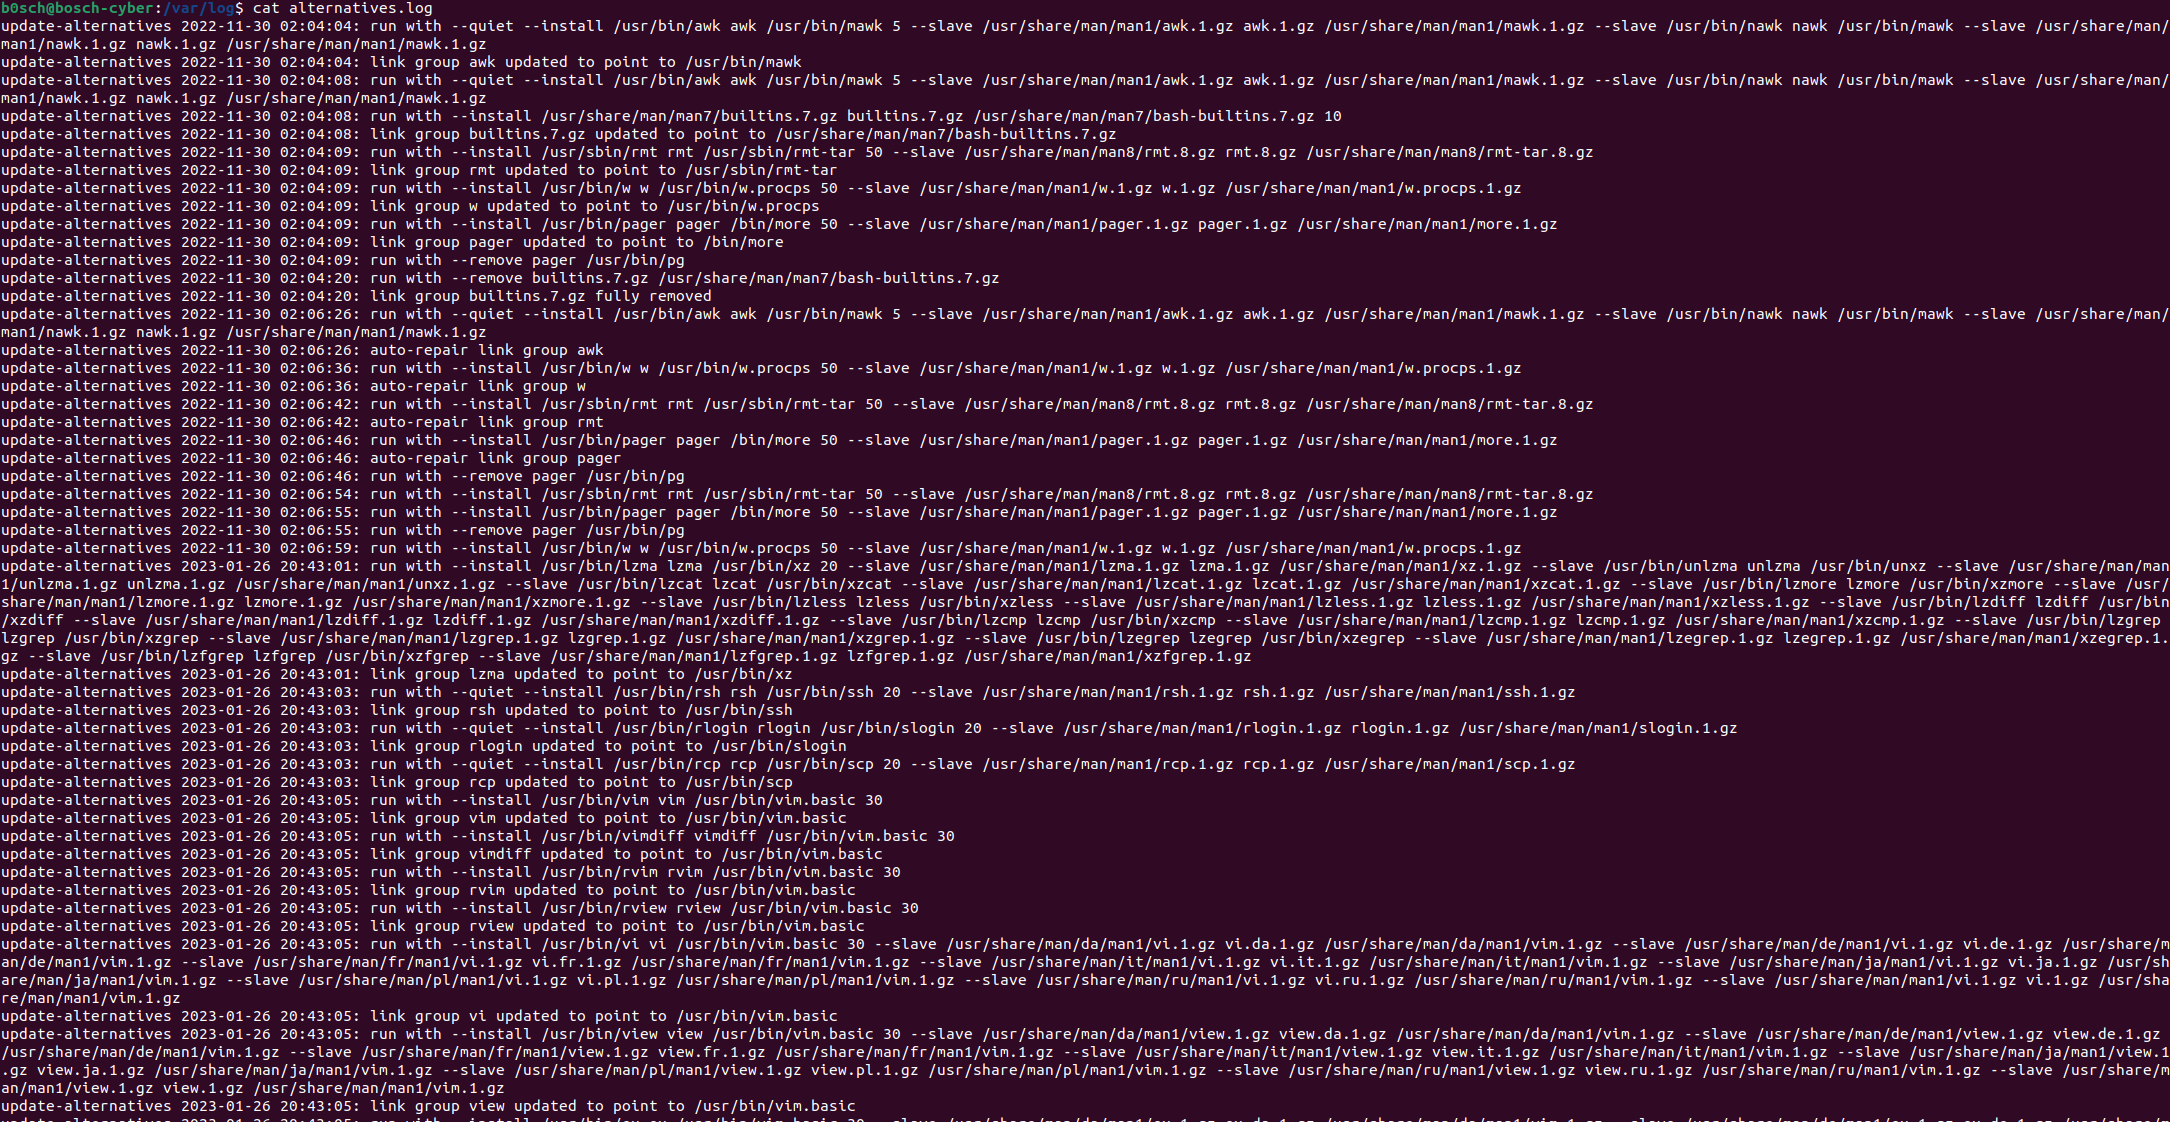 b0sch@bosch-cyber:/var/log$ cat alternatives.log
update-alternatives 2022-11-30 02:04:04: run with --quiet --install /usr/bin/awk awk /usr/bin/mawk 5 --slave /usr/share/man/man1/awk.1.gz awk.1.gz /usr/share/man/man1/mawk.1.gz --slave /usr/bin/nawk nawk /usr/bin/mawk --slave /usr/share/man/
man1/nawk.1.gz nawk.1.gz /usr/share/man/man1/mawk.1.gz
update-alternatives 2022-11-30 02:04:04: link group awk updated to point to /usr/bin/mawk
update-alternatives 2022-11-30 02:04:08: run with --quiet --install /usr/bin/awk awk /usr/bin/mawk 5 --slave /usr/share/man/man1/awk.1.gz awk.1.gz /usr/share/man/man1/mawk.1.gz --slave /usr/bin/nawk nawk /usr/bin/mawk --slave /usr/share/man/
man1/nawk.1.gz nawk.1.gz /usr/share/man/man1/mawk.1.gz
update-alternatives 2022-11-30 02:04:08: run with --install /usr/share/man/man7/builtins.7.gz builtins.7.gz /usr/share/man/man7/bash-builtins.7.gz 10
update-alternatives 2022-11-30 02:04:08: link group builtins.7.gz updated to point to /usr/share/man/man7/bash-builtins.7.gz
update-alternatives 2022-11-30 02:04:09: run with --install /usr/sbin/rmt rmt /usr/sbin/rmt-tar 50 --slave /usr/share/man/man8/rmt.8.gz rmt.8.gz /usr/share/man/man8/rmt-tar.8.gz
update-alternatives 2022-11-30 02:04:09: link group rmt updated to point to /usr/sbin/rmt-tar
update-alternatives 2022-11-30 02:04:09: run with --install /usr/bin/w w /usr/bin/w.procps 50 --slave /usr/share/man/man1/w.1.gz w.1.gz /usr/share/man/man1/w.procps.1.gz
update-alternatives 2022-11-30 02:04:09: link group w updated to point to /usr/bin/w.procps
update-alternatives 2022-11-30 02:04:09: run with --install /usr/bin/pager pager /bin/more 50 --slave /usr/share/man/man1/pager.1.gz pager.1.gz /usr/share/man/man1/more.1.gz
update-alternatives 2022-11-30 02:04:09: link group pager updated to point to /bin/more
update-alternatives 2022-11-30 02:04:09: run with --remove pager /usr/bin/pg
update-alternatives 2022-11-30 02:04:20: run with --remove builtins.7.gz /usr/share/man/man7/bash-builtins.7.gz
update-alternatives 2022-11-30 02:04:20: link group builtins.7.gz fully removed
update-alternatives 2022-11-30 02:06:26: run with --quiet --install /usr/bin/awk awk /usr/bin/mawk 5 --slave /usr/share/man/man1/awk.1.gz awk.1.gz /usr/share/man/man1/mawk.1.gz --slave /usr/bin/nawk nawk /usr/bin/mawk --slave /usr/share/man/
man1/nawk.1.gz nawk.1.gz /usr/share/man/man1/mawk.1.gz
update-alternatives 2022-11-30 02:06:26: auto-repair link group awk
update-alternatives 2022-11-30 02:06:36: run with --install /usr/bin/w w /usr/bin/w.procps 50 --slave /usr/share/man/man1/w.1.gz w.1.gz /usr/share/man/man1/w.procps.1.gz
update-alternatives 2022-11-30 02:06:36: auto-repair link group w
update-alternatives 2022-11-30 02:06:42: run with --install /usr/sbin/rmt rmt /usr/sbin/rmt-tar 50 --slave /usr/share/man/man8/rmt.8.gz rmt.8.gz /usr/share/man/man8/rmt-tar.8.gz
update-alternatives 2022-11-30 02:06:42: auto-repair link group rmt
update-alternatives 2022-11-30 02:06:46: run with --install /usr/bin/pager pager /bin/more 50 --slave /usr/share/man/man1/pager.1.gz pager.1.gz /usr/share/man/man1/more.1.gz
update-alternatives 2022-11-30 02:06:46: auto-repair link group pager
update-alternatives 2022-11-30 02:06:46: run with --remove pager /usr/bin/pg
update-alternatives 2022-11-30 02:06:54: run with --install /usr/sbin/rmt rmt /usr/sbin/rmt-tar 50 --slave /usr/share/man/man8/rmt.8.gz rmt.8.gz /usr/share/man/man8/rmt-tar.8.gz
update-alternatives 2022-11-30 02:06:55: run with --install /usr/bin/pager pager /bin/more 50 --slave /usr/share/man/man1/pager.1.gz pager.1.gz /usr/share/man/man1/more.1.gz
update-alternatives 2022-11-30 02:06:55: run with --remove pager /usr/bin/pg
update-alternatives 2022-11-30 02:06:59: run with --install /usr/bin/w w /usr/bin/w.procps 50 --slave /usr/share/man/man1/w.1.gz w.1.gz /usr/share/man/man1/w.procps.1.gz
update-alternatives 2023-01-26 20:43:01: run with --install /usr/bin/lzma lzma /usr/bin/xz 20 --slave /usr/share/man/man1/lzma.1.gz lzma.1.gz /usr/share/man/man1/xz.1.gz --slave /usr/bin/unlzma unlzma /usr/bin/unxz --slave /usr/share/man/man
1/unlzma.1.gz unlzma.1.gz /usr/share/man/man1/unxz.1.gz --slave /usr/bin/lzcat lzcat /usr/bin/xzcat --slave /usr/share/man/man1/lzcat.1.gz lzcat.1.gz /usr/share/man/man1/xzcat.1.gz --slave /usr/bin/lzmore lzmore /usr/bin/xzmore --slave /usr/
share/man/man1/lzmore.1.gz lzmore.1.gz /usr/share/man/man1/xzmore.1.gz --slave /usr/bin/lzless lzless /usr/bin/xzless --slave /usr/share/man/man1/lzless.1.gz lzless.1.gz /usr/share/man/man1/xzless.1.gz --slave /usr/bin/lzdiff lzdiff /usr/bin
/xzdiff --slave /usr/share/man/man1/lzdiff.1.gz lzdiff.1.gz /usr/share/man/man1/xzdiff.1.gz --slave /usr/bin/lzcmp lzcmp /usr/bin/xzcmp --slave /usr/share/man/man1/lzcmp.1.gz lzcmp.1.gz /usr/share/man/man1/xzcmp.1.gz --slave /usr/bin/lzgrep 
lzgrep /usr/bin/xzgrep --slave /usr/share/man/man1/lzgrep.1.gz lzgrep.1.gz /usr/share/man/man1/xzgrep.1.gz --slave /usr/bin/lzegrep lzegrep /usr/bin/xzegrep --slave /usr/share/man/man1/lzegrep.1.gz lzegrep.1.gz /usr/share/man/man1/xzegrep.1.
gz --slave /usr/bin/lzfgrep lzfgrep /usr/bin/xzfgrep --slave /usr/share/man/man1/lzfgrep.1.gz lzfgrep.1.gz /usr/share/man/man1/xzfgrep.1.gz
update-alternatives 2023-01-26 20:43:01: link group lzma updated to point to /usr/bin/xz
update-alternatives 2023-01-26 20:43:03: run with --quiet --install /usr/bin/rsh rsh /usr/bin/ssh 20 --slave /usr/share/man/man1/rsh.1.gz rsh.1.gz /usr/share/man/man1/ssh.1.gz
update-alternatives 2023-01-26 20:43:03: link group rsh updated to point to /usr/bin/ssh
update-alternatives 2023-01-26 20:43:03: run with --quiet --install /usr/bin/rlogin rlogin /usr/bin/slogin 20 --slave /usr/share/man/man1/rlogin.1.gz rlogin.1.gz /usr/share/man/man1/slogin.1.gz
update-alternatives 2023-01-26 20:43:03: link group rlogin updated to point to /usr/bin/slogin
update-alternatives 2023-01-26 20:43:03: run with --quiet --install /usr/bin/rcp rcp /usr/bin/scp 20 --slave /usr/share/man/man1/rcp.1.gz rcp.1.gz /usr/share/man/man1/scp.1.gz
update-alternatives 2023-01-26 20:43:03: link group rcp updated to point to /usr/bin/scp
update-alternatives 2023-01-26 20:43:05: run with --install /usr/bin/vim vim /usr/bin/vim.basic 30
update-alternatives 2023-01-26 20:43:05: link group vim updated to point to /usr/bin/vim.basic
update-alternatives 2023-01-26 20:43:05: run with --install /usr/bin/vimdiff vimdiff /usr/bin/vim.basic 30
update-alternatives 2023-01-26 20:43:05: link group vimdiff updated to point to /usr/bin/vim.basic
update-alternatives 2023-01-26 20:43:05: run with --install /usr/bin/rvim rvim /usr/bin/vim.basic 30
update-alternatives 2023-01-26 20:43:05: link group rvim updated to point to /usr/bin/vim.basic
update-alternatives 2023-01-26 20:43:05: run with --install /usr/bin/rview rview /usr/bin/vim.basic 30
update-alternatives 2023-01-26 20:43:05: link group rview updated to point to /usr/bin/vim.basic
update-alternatives 2023-01-26 20:43:05: run with --install /usr/bin/vi vi /usr/bin/vim.basic 30 --slave /usr/share/man/da/man1/vi.1.gz vi.da.1.gz /usr/share/man/da/man1/vim.1.gz --slave /usr/share/man/de/man1/vi.1.gz vi.de.1.gz /usr/share/m
an/de/man1/vim.1.gz --slave /usr/share/man/fr/man1/vi.1.gz vi.fr.1.gz /usr/share/man/fr/man1/vim.1.gz --slave /usr/share/man/it/man1/vi.1.gz vi.it.1.gz /usr/share/man/it/man1/vim.1.gz --slave /usr/share/man/ja/man1/vi.1.gz vi.ja.1.gz /usr/sh
are/man/ja/man1/vim.1.gz --slave /usr/share/man/pl/man1/vi.1.gz vi.pl.1.gz /usr/share/man/pl/man1/vim.1.gz --slave /usr/share/man/ru/man1/vi.1.gz vi.ru.1.gz /usr/share/man/ru/man1/vim.1.gz --slave /usr/share/man/man1/vi.1.gz vi.1.gz /usr/sha
re/man/man1/vim.1.gz
update-alternatives 2023-01-26 20:43:05: link group vi updated to point to /usr/bin/vim.basic
update-alternatives 2023-01-26 20:43:05: run with --install /usr/bin/view view /usr/bin/vim.basic 30 --slave /usr/share/man/da/man1/view.1.gz view.da.1.gz /usr/share/man/da/man1/vim.1.gz --slave /usr/share/man/de/man1/view.1.gz view.de.1.gz 
/usr/share/man/de/man1/vim.1.gz --slave /usr/share/man/fr/man1/view.1.gz view.fr.1.gz /usr/share/man/fr/man1/vim.1.gz --slave /usr/share/man/it/man1/view.1.gz view.it.1.gz /usr/share/man/it/man1/vim.1.gz --slave /usr/share/man/ja/man1/view.1
.gz view.ja.1.gz /usr/share/man/ja/man1/vim.1.gz --slave /usr/share/man/pl/man1/view.1.gz view.pl.1.gz /usr/share/man/pl/man1/vim.1.gz --slave /usr/share/man/ru/man1/view.1.gz view.ru.1.gz /usr/share/man/ru/man1/vim.1.gz --slave /usr/share/m
an/man1/view.1.gz view.1.gz /usr/share/man/man1/vim.1.gz
update-alternatives 2023-01-26 20:43:05: link group view updated to point to /usr/bin/vim.basic